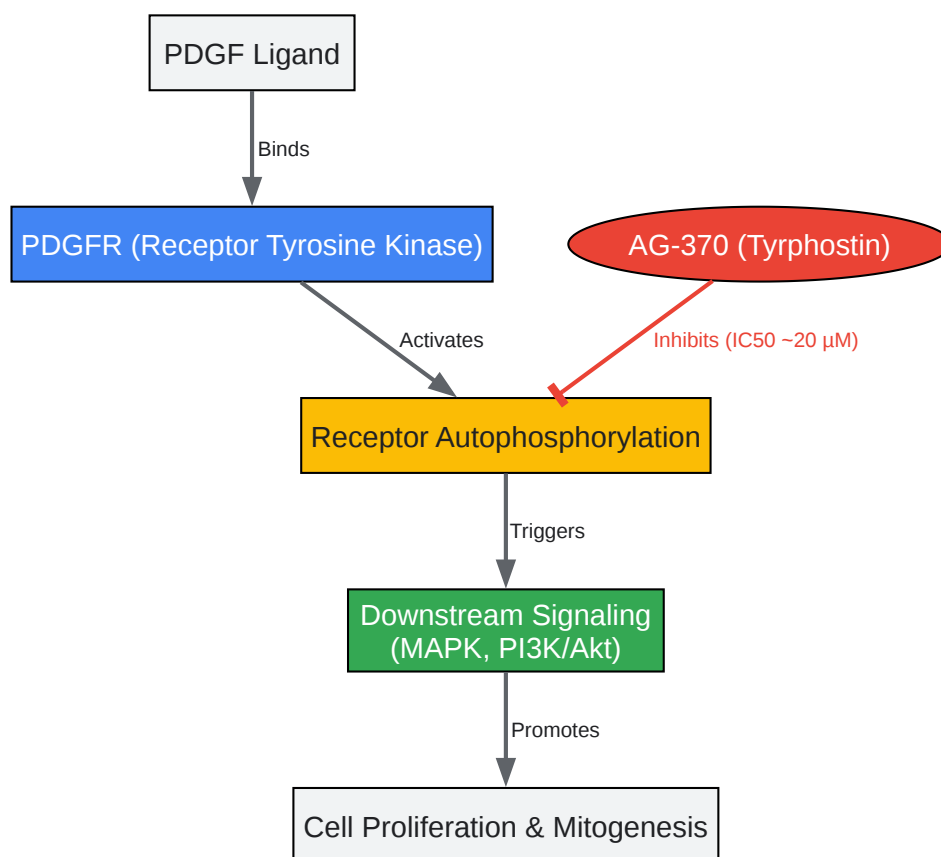 PDGF Ligand
Binds
PDGFR (Receptor Tyrosine Kinase)
AG-370 (Tyrphostin)
Activates
Inhibits (IC50 ~20 µM)
Receptor Autophosphorylation
Triggers
Downstream Signaling
(MAPK, PI3K/Akt)
Promotes
Cell Proliferation & Mitogenesis